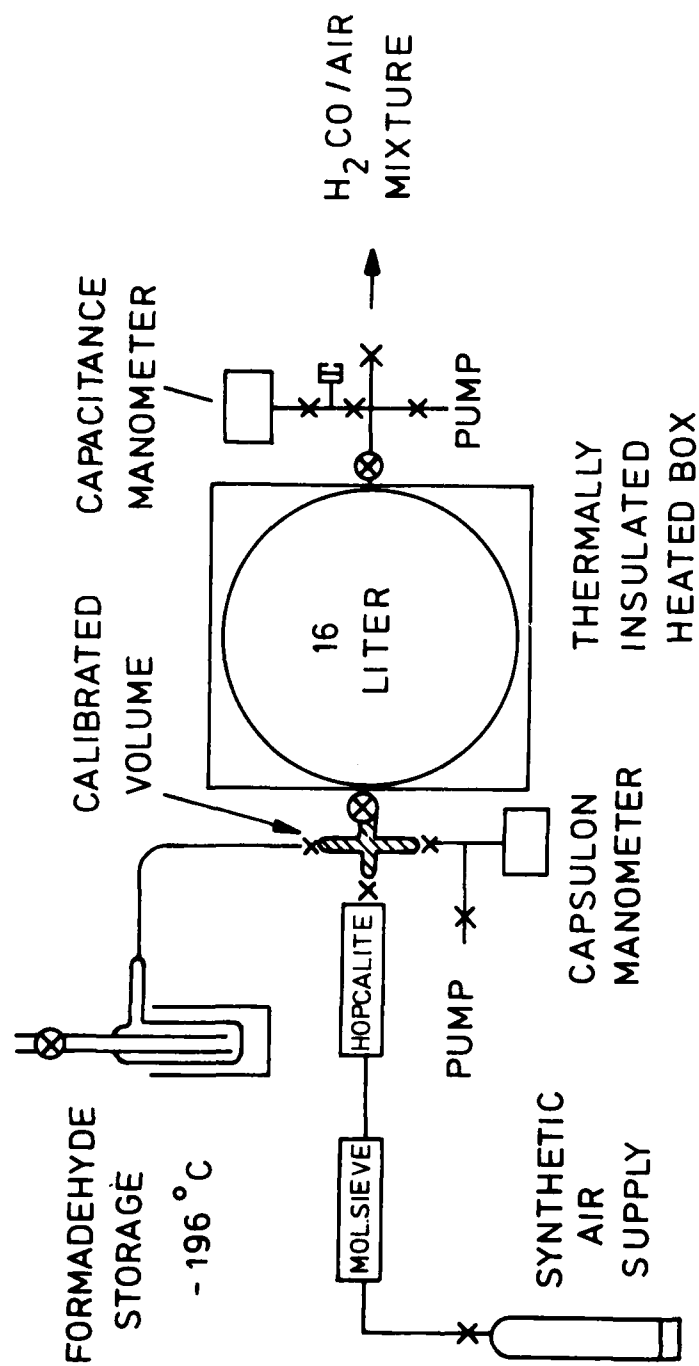 FORMADEHYDE
STORAGE
-196°C
CALIBRATED
VOLUME
CAPACITANCE
MANOMETER
H2CO/AIR
MIXTURE
16
LITER
MOL.SIEVE
HOPCALITE
PUMP
PUMP
SYNTHETIC
AIR
SUPPLY
CAPSULON
MANOMETER
THERMALLY
INSULATED
HEATED BOX